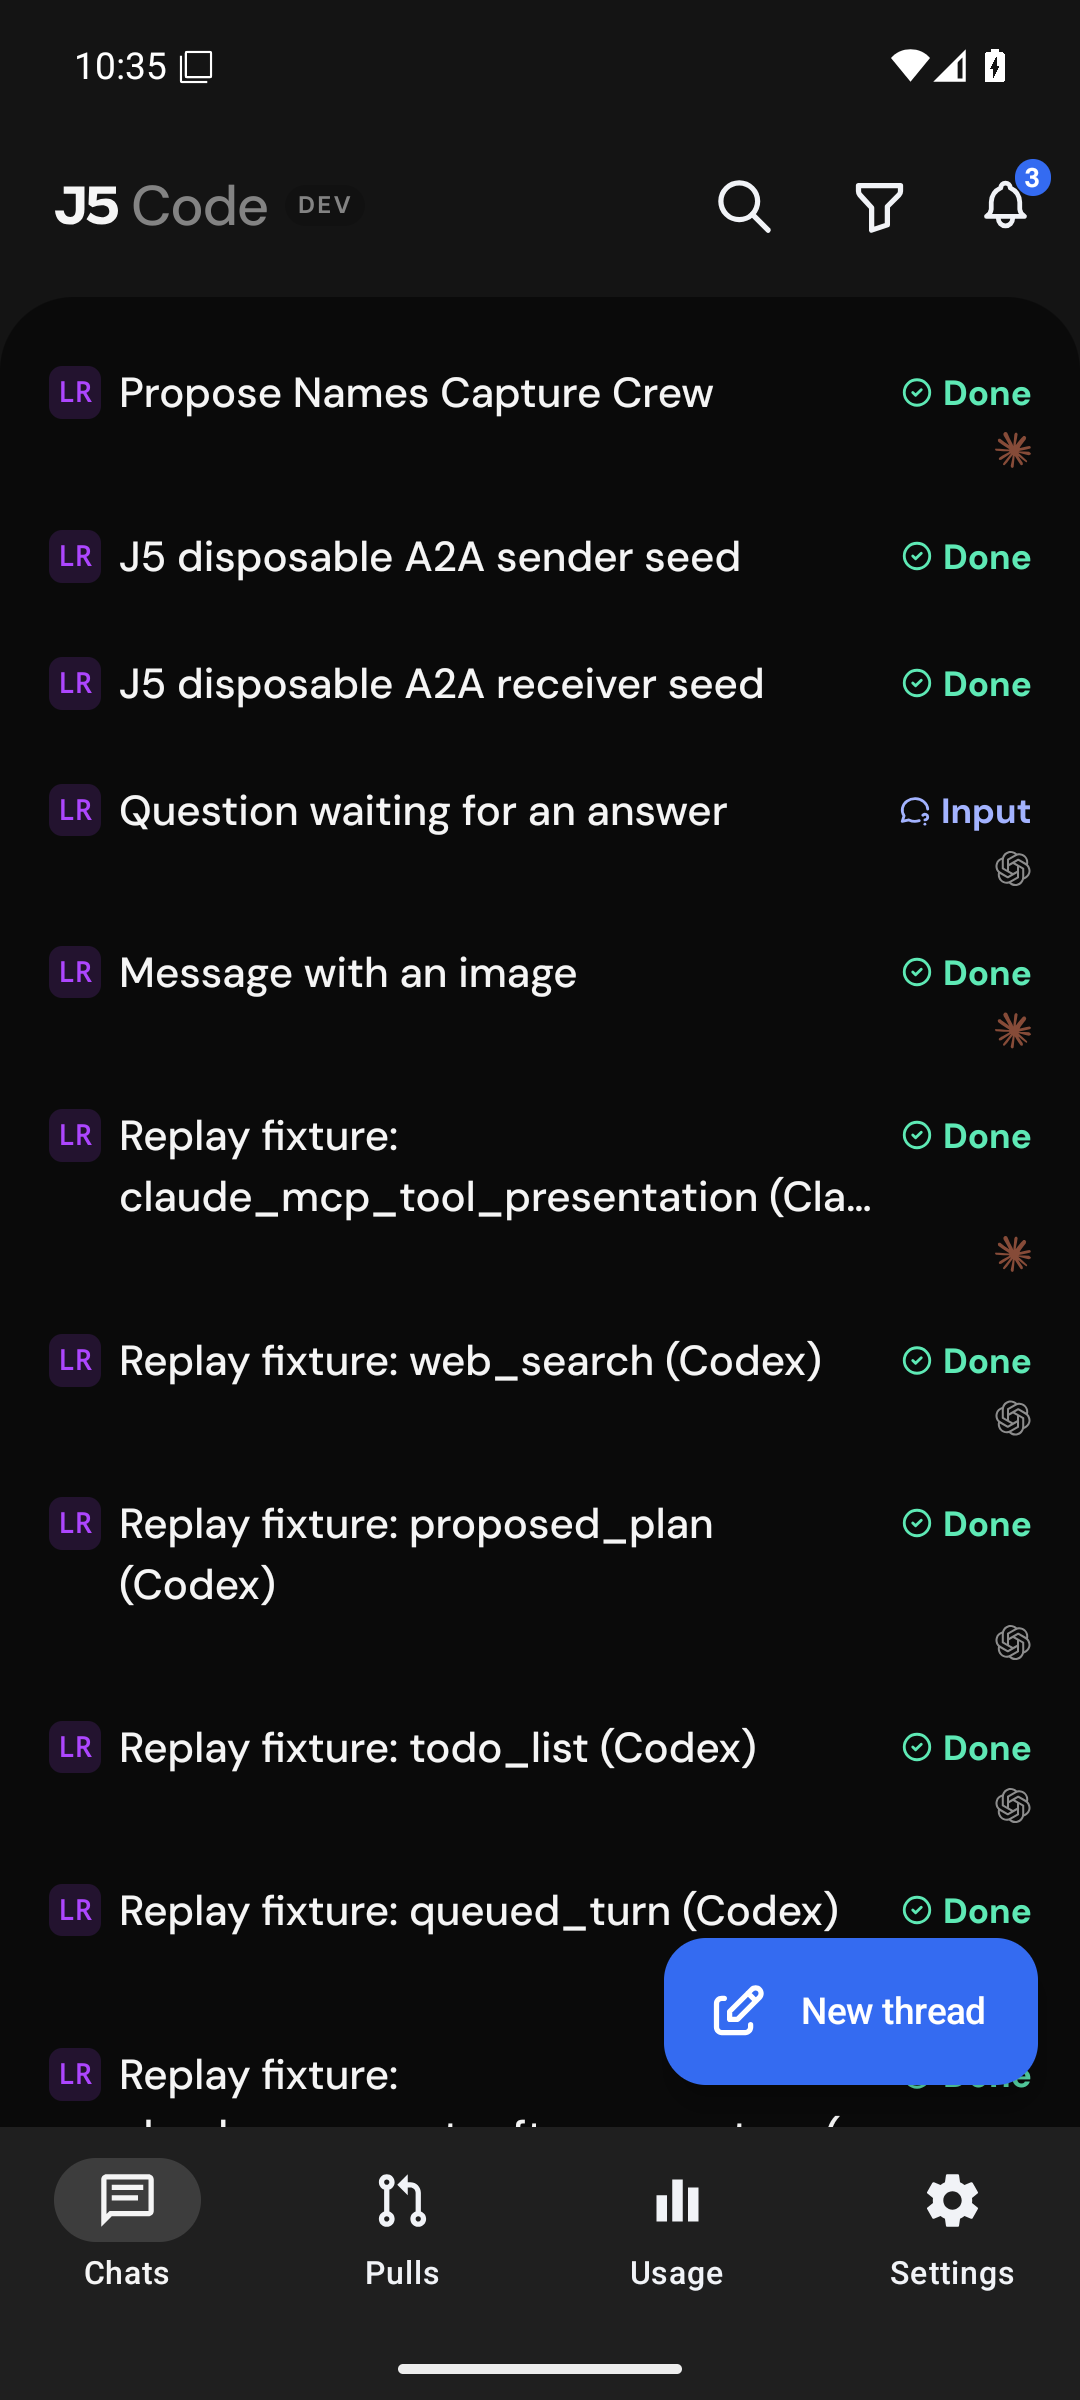 10:35
J5 Code DEV
3
LR Propose Names Capture Crew Done
LR J5 disposable A2A sender seed Done
LR J5 disposable A2A receiver seed Done
LR Question waiting for an answer Input
LR Message with an image Done
LR Replay fixture: Done
claude_mcp_tool_presentation (Cla...
LR Replay fixture: web_search (Codex) Done
LR Replay fixture: proposed_plan Done
(Codex)
LR Replay fixture: todo_list (Codex) Done
LR Replay fixture: queued_turn (Codex) Done
New thread
LR Replay fixture:
Chats Pulls Usage Settings